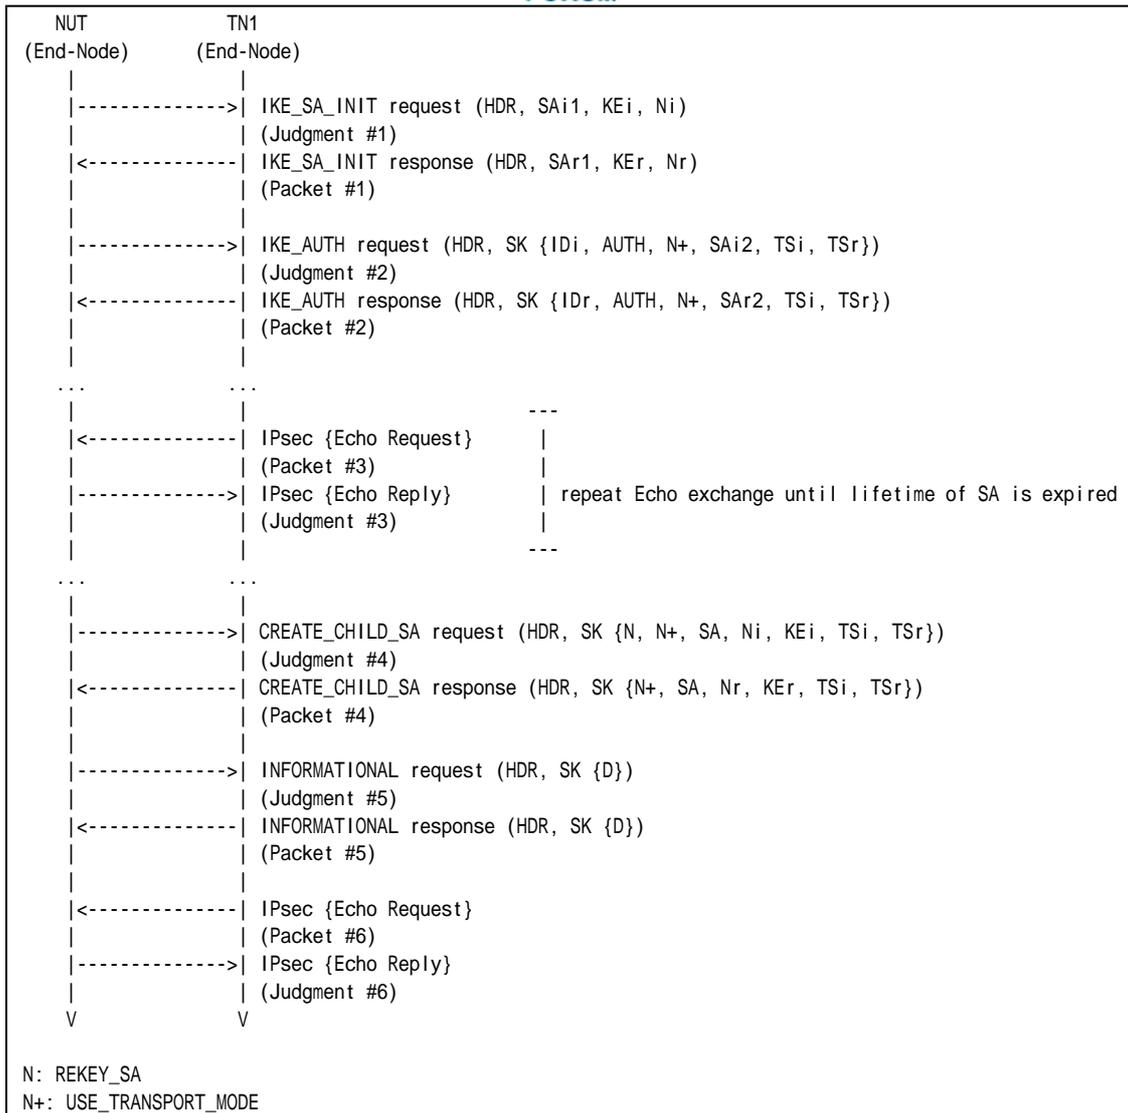 NUT TN1
(End-Node) (End-Node)
| |
|-------------->| IKE_SA_INIT request (HDR, SAi1, KEi, Ni)
| | (Judgment #1)
|<--------------| IKE_SA_INIT response (HDR, SAr1, KEr, Nr)
| | (Packet #1)
| |
|-------------->| IKE_AUTH request (HDR, SK {IDi, AUTH, N+, SAi2, TSi, TSr})
| | (Judgment #2)
|<--------------| IKE_AUTH response (HDR, SK {IDr, AUTH, N+, SAr2, TSi, TSr})
| | (Packet #2)
| |
... ...
| | ---
|<--------------| IPsec {Echo Request} |
| | (Packet #3) |
|-------------->| IPsec {Echo Reply} | repeat Echo exchange until lifetime of SA is expired
| | (Judgment #3) |
| | ---
... ...
| |
|-------------->| CREATE_CHILD_SA request (HDR, SK {N, N+, SA, Ni, KEi, TSi, TSr})
| | (Judgment #4)
|<--------------| CREATE_CHILD_SA response (HDR, SK {N+, SA, Nr, KEr, TSi, TSr})
| | (Packet #4)
| |
|-------------->| INFORMATIONAL request (HDR, SK {D})
| | (Judgment #5)
|<--------------| INFORMATIONAL response (HDR, SK {D})
| | (Packet #5)
| |
|<--------------| IPsec {Echo Request}
| | (Packet #6)
|-------------->| IPsec {Echo Reply}
| | (Judgment #6)
V V
N: REKEY_SA
N+: USE_TRANSPORT_MODE